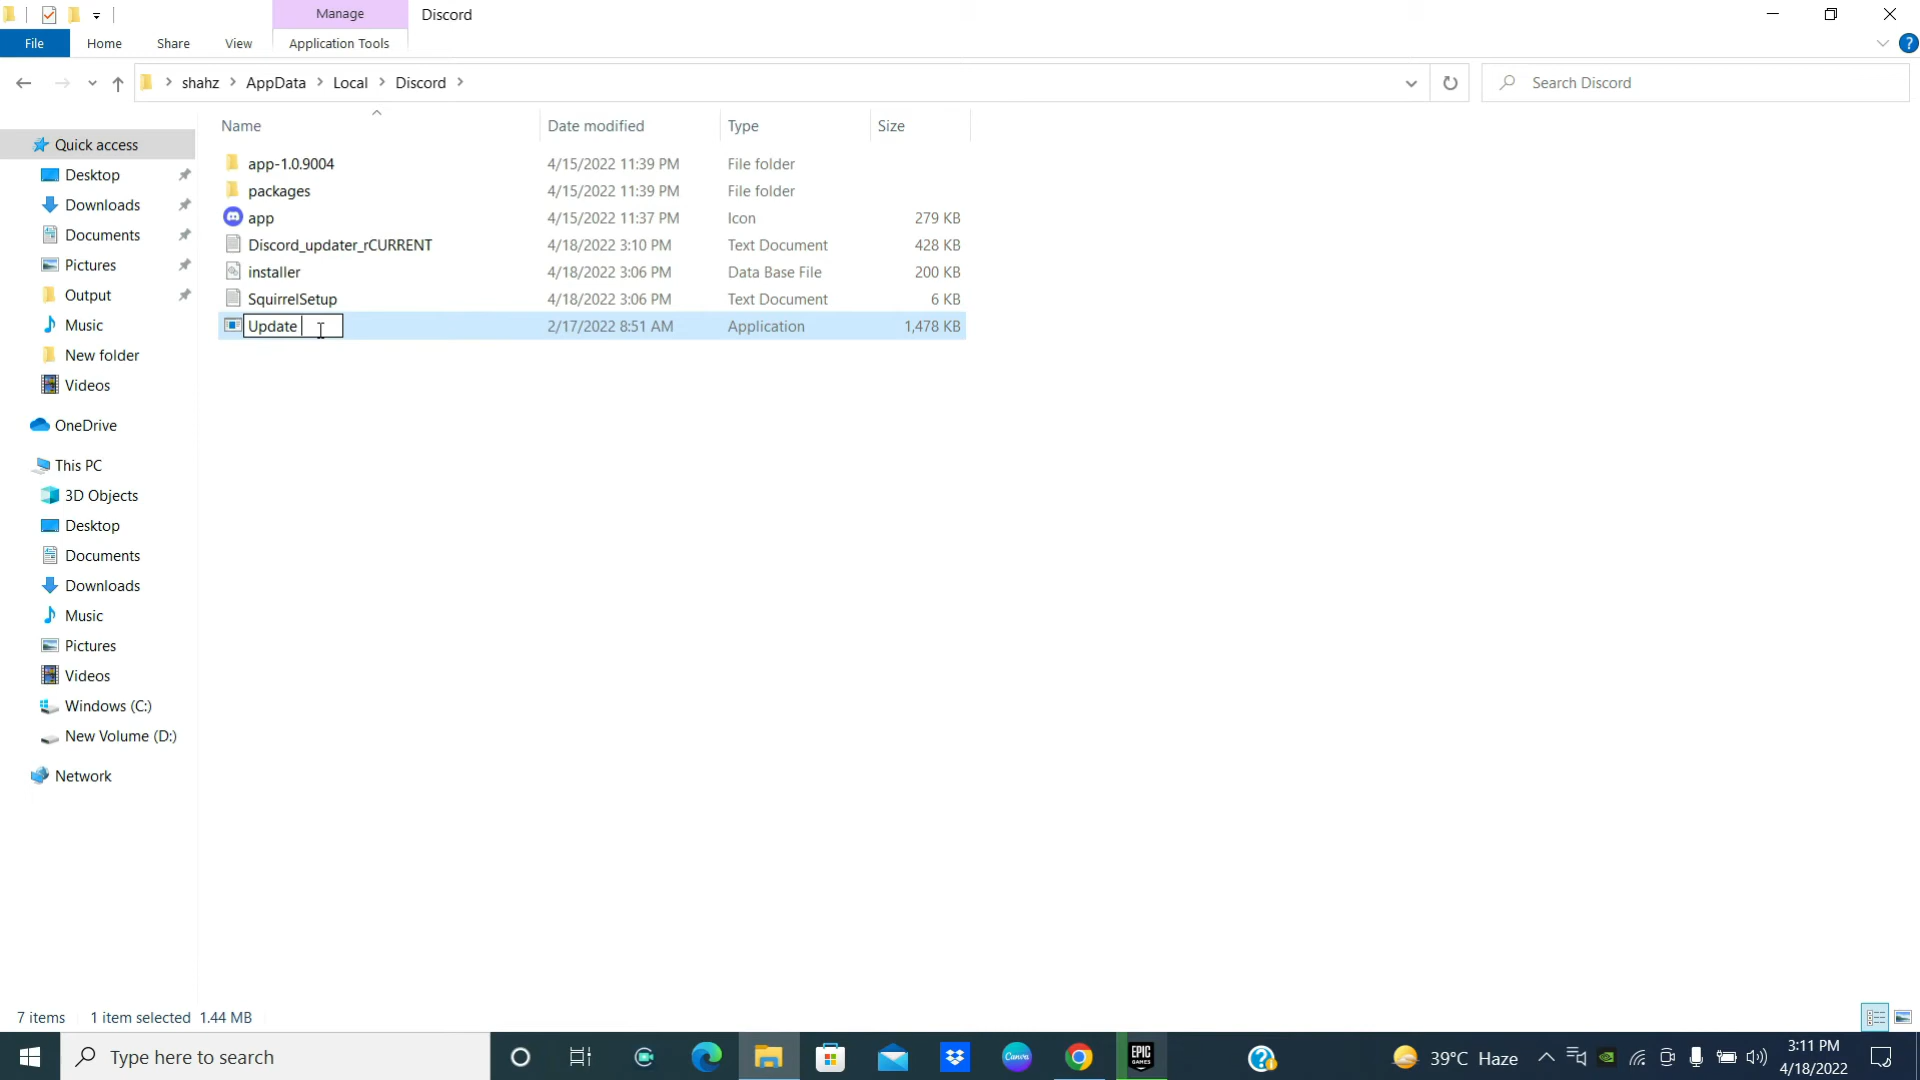 Manage
Discord
File
Home
Share
View
Application Tools
?
shahz
AppData
Local
Discord
Search Discord
Name
Date modified
Type
Size
app-1.0.9004
4/15/2022 11:39 PM
File folder
packages
4/15/2022 11:39 PM
File folder
app
4/15/2022 11:37 PM
Icon
279 KB
Discord_updater_rCURRENT
4/18/2022 3:10 PM
Text Document
428 KB
installer
4/18/2022 3:06 PM
Data Base File
200 KB
SquirrelSetup
4/18/2022 3:06 PM
Text Document
6 KB
Update
2/17/2022 8:51 AM
Application
1,478 KB
Quick access
Desktop
Downloads
Documents
Pictures
Output
Music
New folder
Videos
OneDrive
This PC
3D Objects
Desktop
Documents
Downloads
Music
Pictures
Videos
Windows (C:)
New Volume (D:)
Network
7 items
1 item selected 1.44 MB
Type here to search
Canva
EPIC
GAMES
?
39°C Haze
3:11 PM
4/18/2022